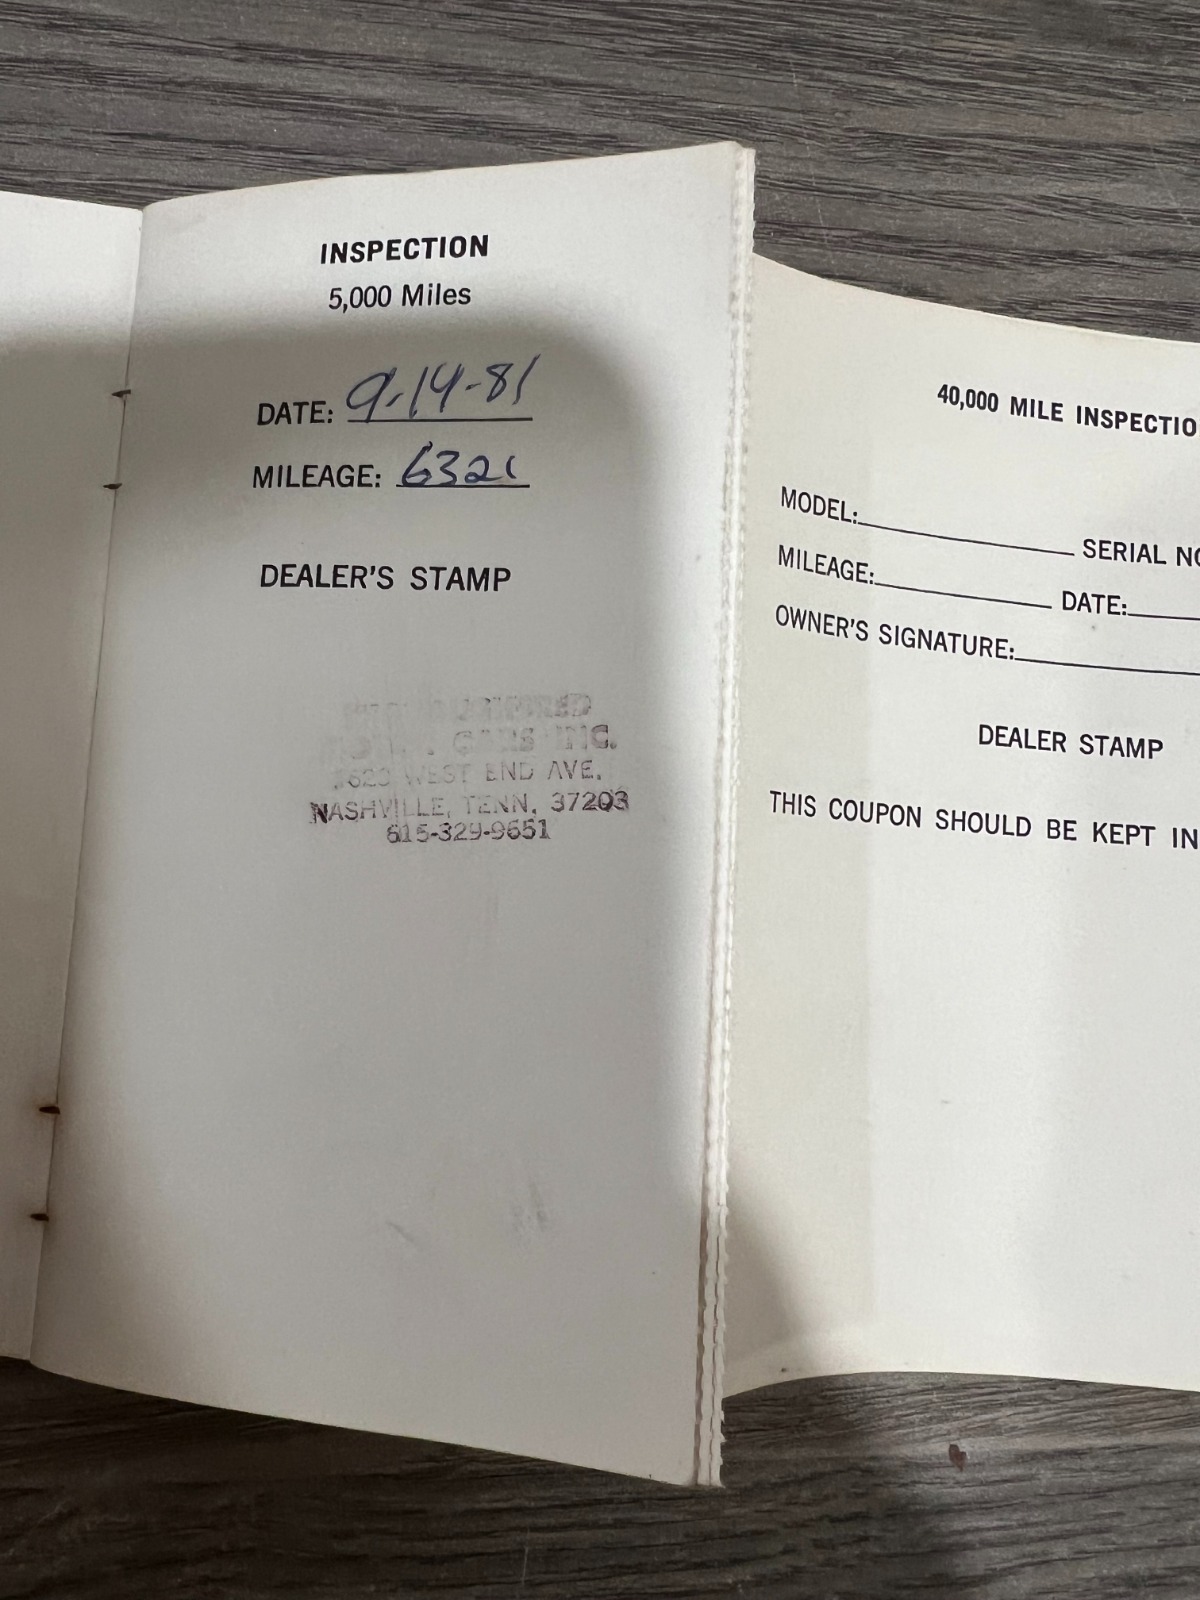 INSPECTION
5,000 Miles
DATE: 9-14-81
MILEAGE: 6321
DEALER'S STAMP
CARS INC.
WEST END AVE.
NASHVILLE, TENN. 37203
615-329-9651
40,000 MILE INSPECTIO
MODEL: SERIAL NO
MILEAGE: DATE:
OWNER'S SIGNATURE:
DEALER STAMP
THIS COUPON SHOULD BE KEPT IN